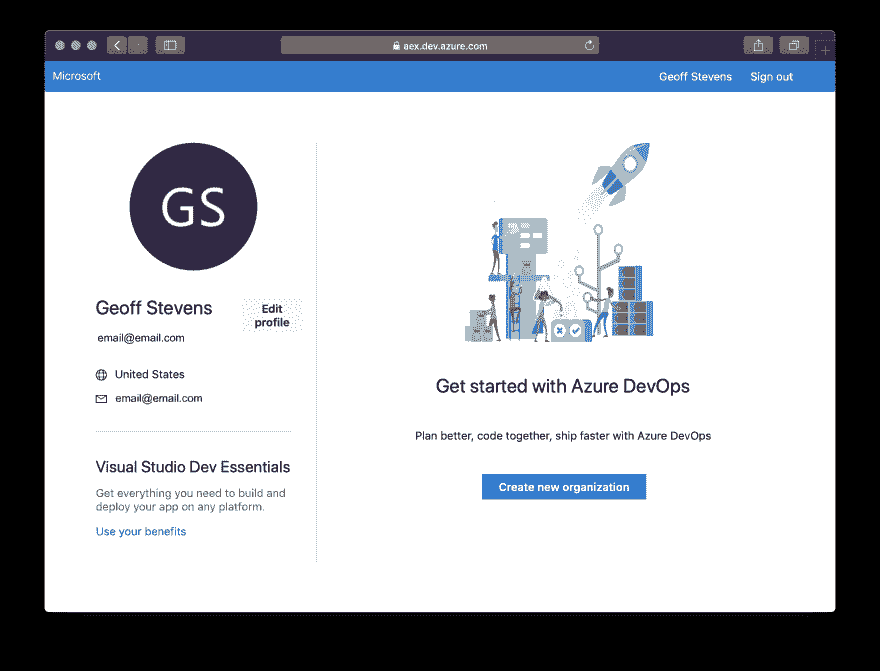 aex.dev.azure.com
Microsoft
Geoff Stevens
Sign out
GS
Geoff Stevens
Edit
profile
email@email.com
United States
email@email.com
Visual Studio Dev Essentials
Get everything you need to build and
deploy your app on any platform.
Use your benefits
Get started with Azure DevOps
Plan better, code together, ship faster with Azure DevOps
Create new organization